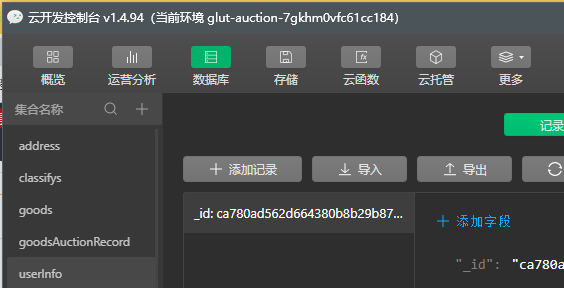 云开发控制台 v1.4.94（当前环境 glut-auction-7gkhm0vfc61cc184）
概览 运营分析 数据库 存储 云函数 云托管 更多
集合名称
记录
添加记录 导入 导出
address
classifys
goods
goodsAuctionRecord
userInfo
_id: ca780ad562d664380b8b29b87...
添加字段
"_id": "ca780a